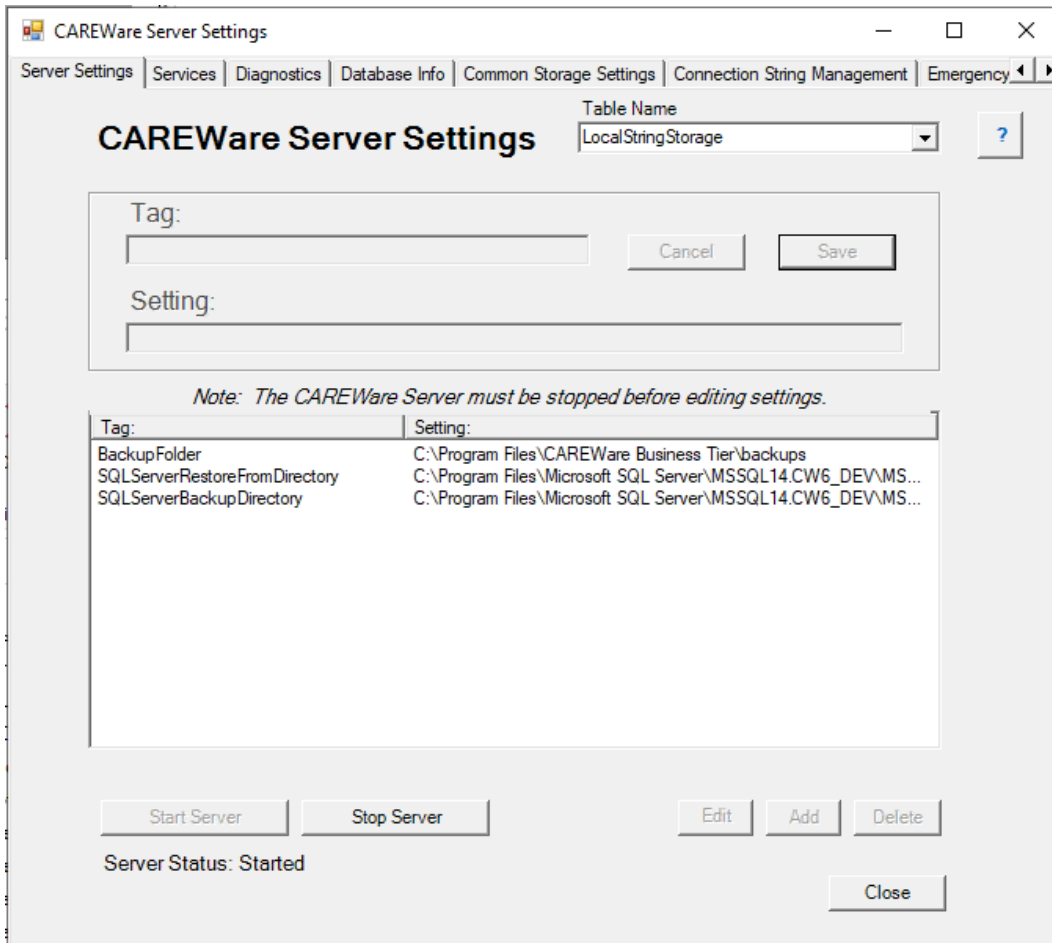 CAREWare Server Settings
Server Settings Services Diagnostics Database Info Common Storage Settings Connection String Management Emergency
Table Name
CAREWare Server Settings LocalStringStorage ?
Tag:
Cancel Save
Setting:
Note: The CAREWare Server must be stopped before editing settings.
Tag: Setting:
BackupFolder C:\Program Files\CAREWare Business Tier\backups
SQLServerRestoreFromDirectory C:\Program Files\Microsoft SQL Server\MSSQL14.CW6_DEV\MS...
SQLServerBackupDirectory C:\Program Files\Microsoft SQL Server\MSSQL14.CW6_DEV\MS...
Start Server Stop Server Edit Add Delete
Server Status: Started
Close